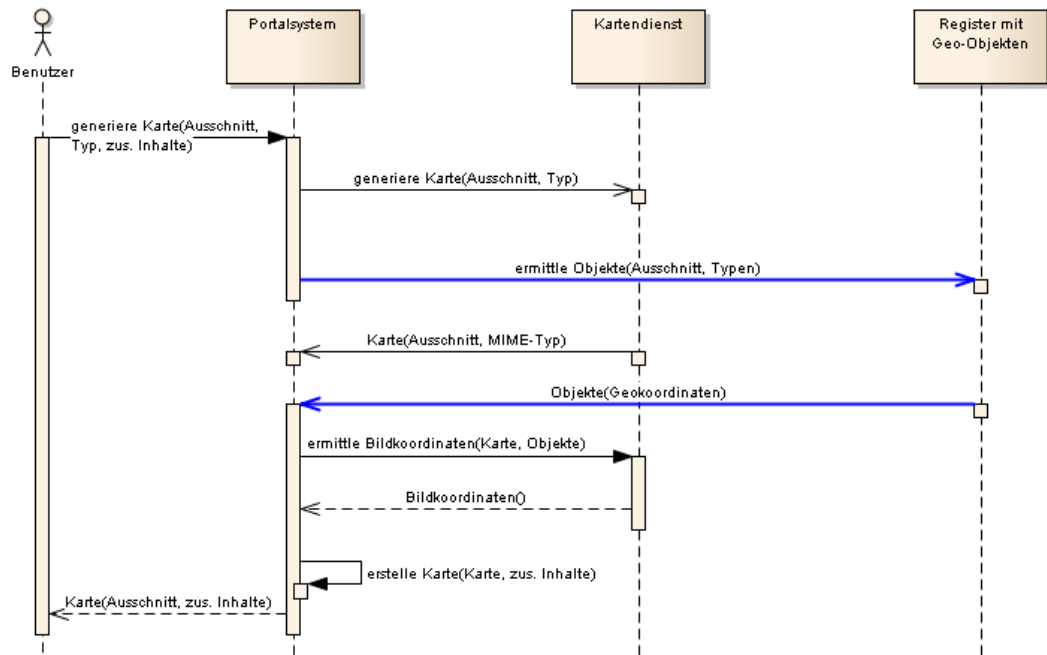 Portalsystem
Kartendienst
Register mit
Geo-Objekten
Benutzer
generiere Karte(Ausschnitt,
Typ, zus. Inhalte)
generiere Karte(Ausschnitt, Typ)
ermittle Objekte(Ausschnitt, Typen)
Karte(Ausschnitt, MIME-Typ)
Objekte(Geokoordinaten)
ermittle Bildkoordinaten(Karte, Objekte)
Bildkoordinaten()
erstelle Karte(Karte, zus. Inhalte)
Karte(Ausschnitt, zus. Inhalte)